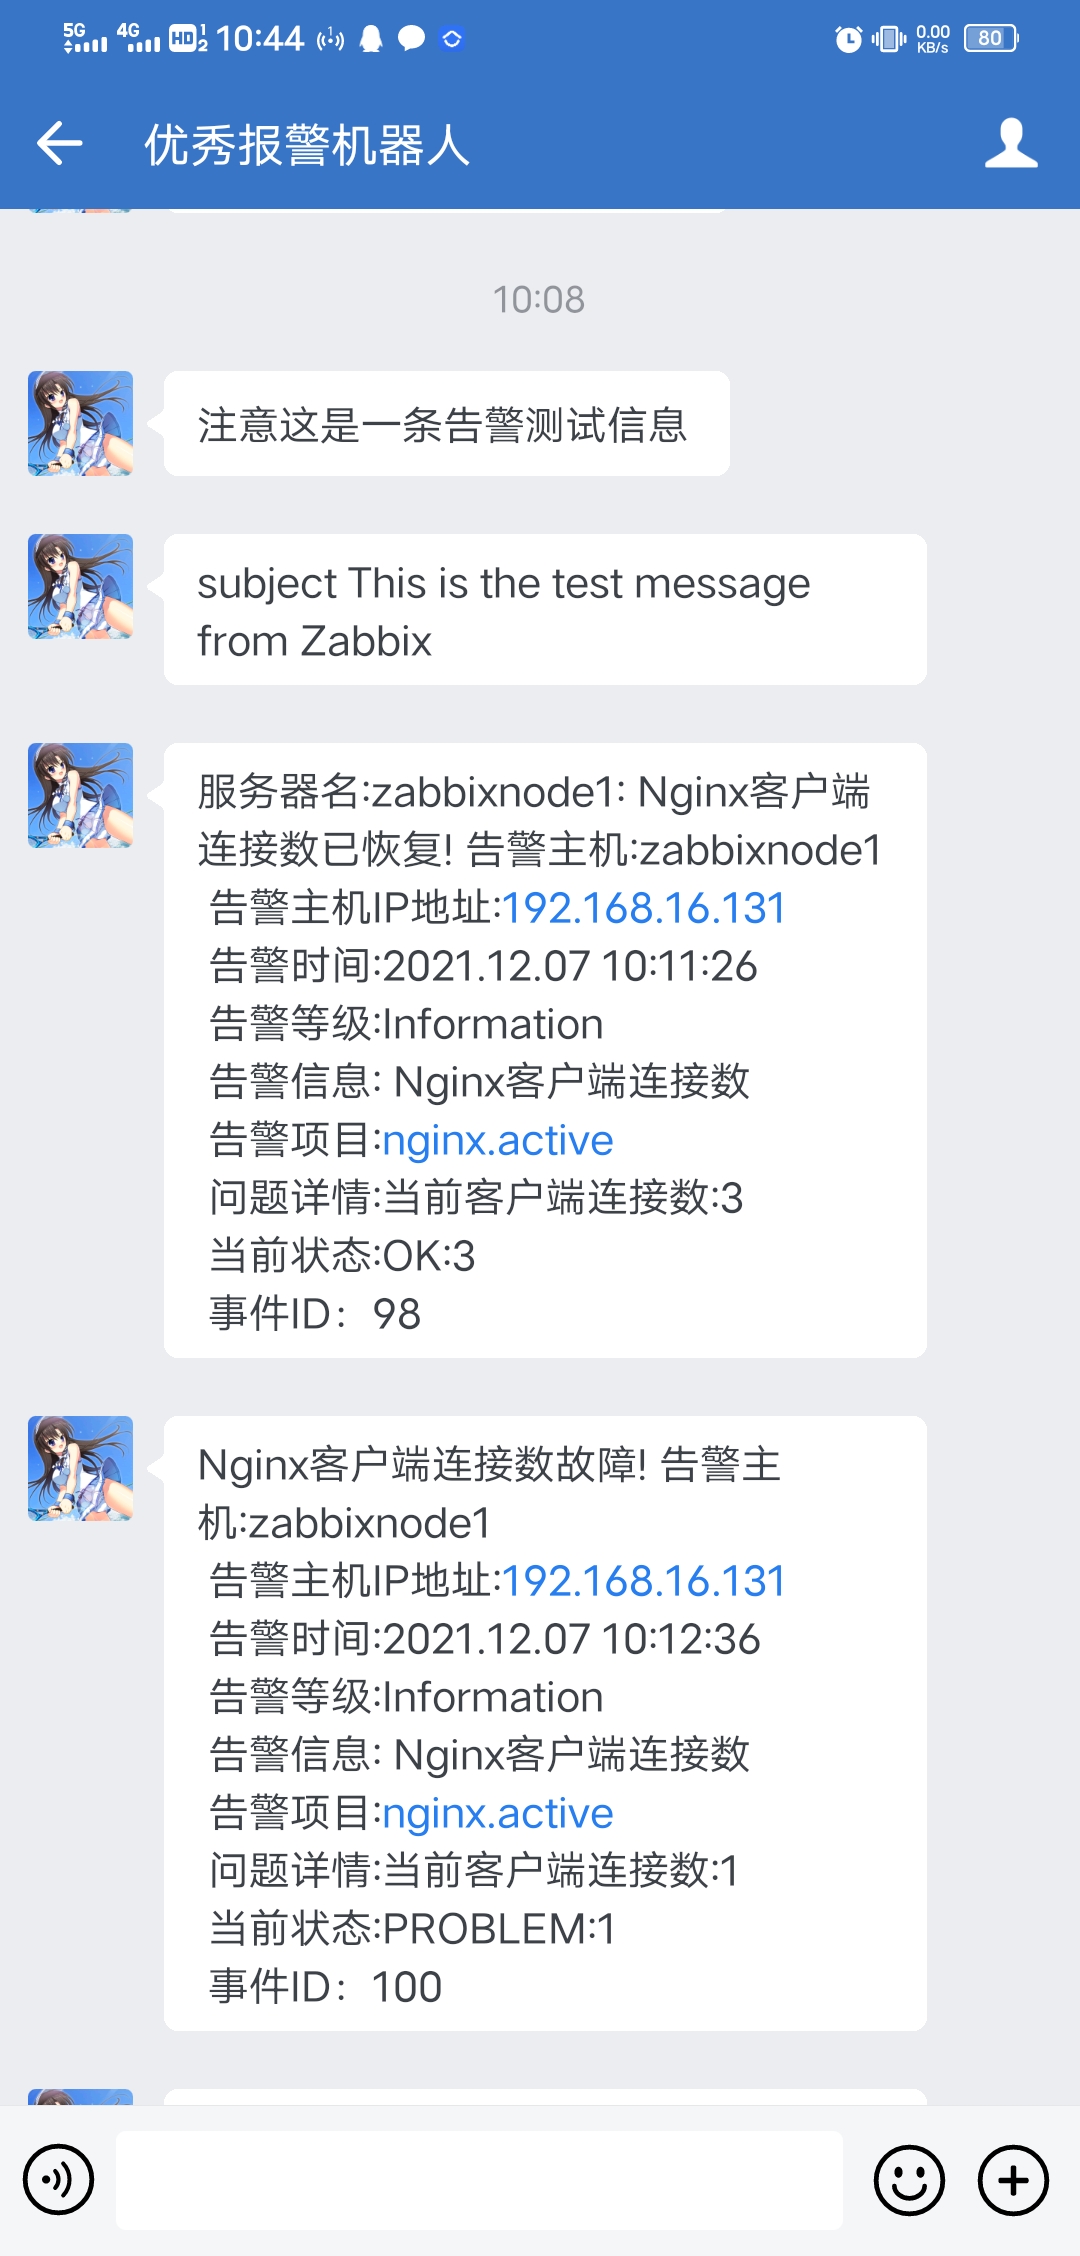 5G 4G HD 1 2 10:44 0.00 KB/s 80
优秀报警机器人
10:08
注意这是一条告警测试信息
subject This is the test message
from Zabbix
服务器名:zabbixnode1: Nginx客户端
连接数已恢复! 告警主机:zabbixnode1
告警主机IP地址:192.168.16.131
告警时间:2021.12.07 10:11:26
告警等级:Information
告警信息: Nginx客户端连接数
告警项目:nginx.active
问题详情:当前客户端连接数:3
当前状态:OK:3
事件ID：98
Nginx客户端连接数故障! 告警主
机:zabbixnode1
告警主机IP地址:192.168.16.131
告警时间:2021.12.07 10:12:36
告警等级:Information
告警信息: Nginx客户端连接数
告警项目:nginx.active
问题详情:当前客户端连接数:1
当前状态:PROBLEM:1
事件ID：100